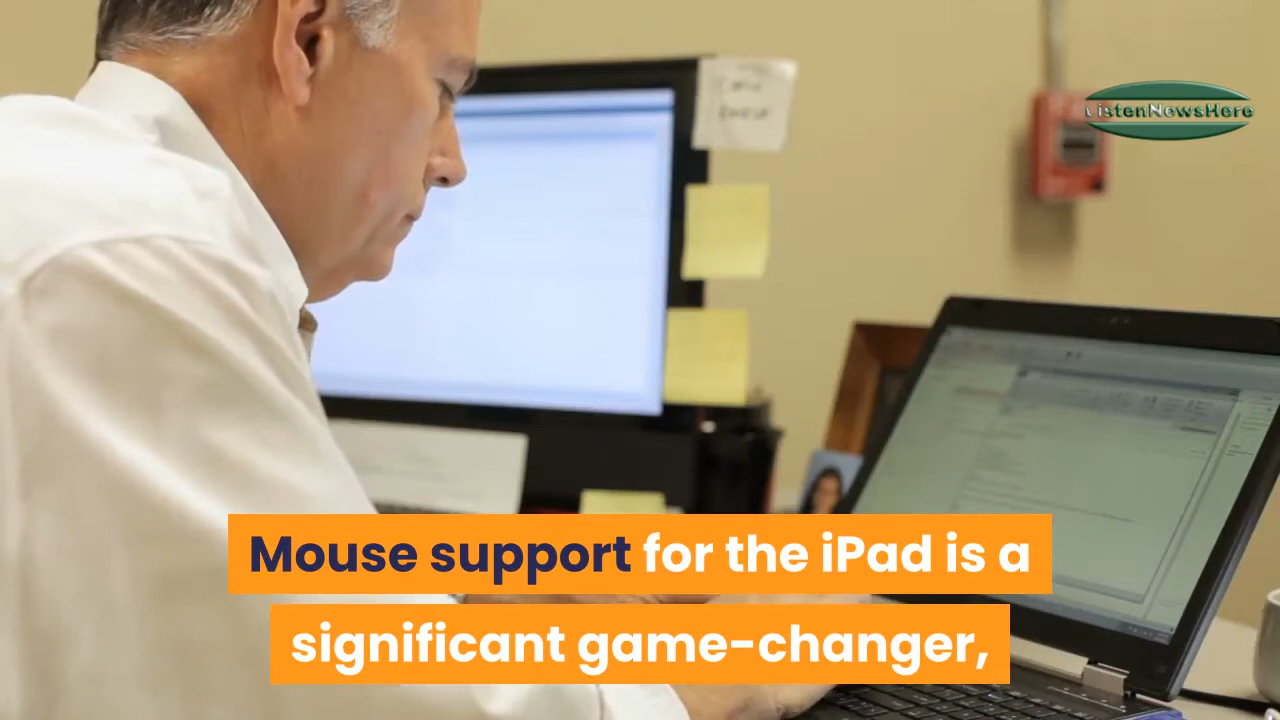 ListenNewsHere
Mouse support for the iPad is a
significant game-changer,